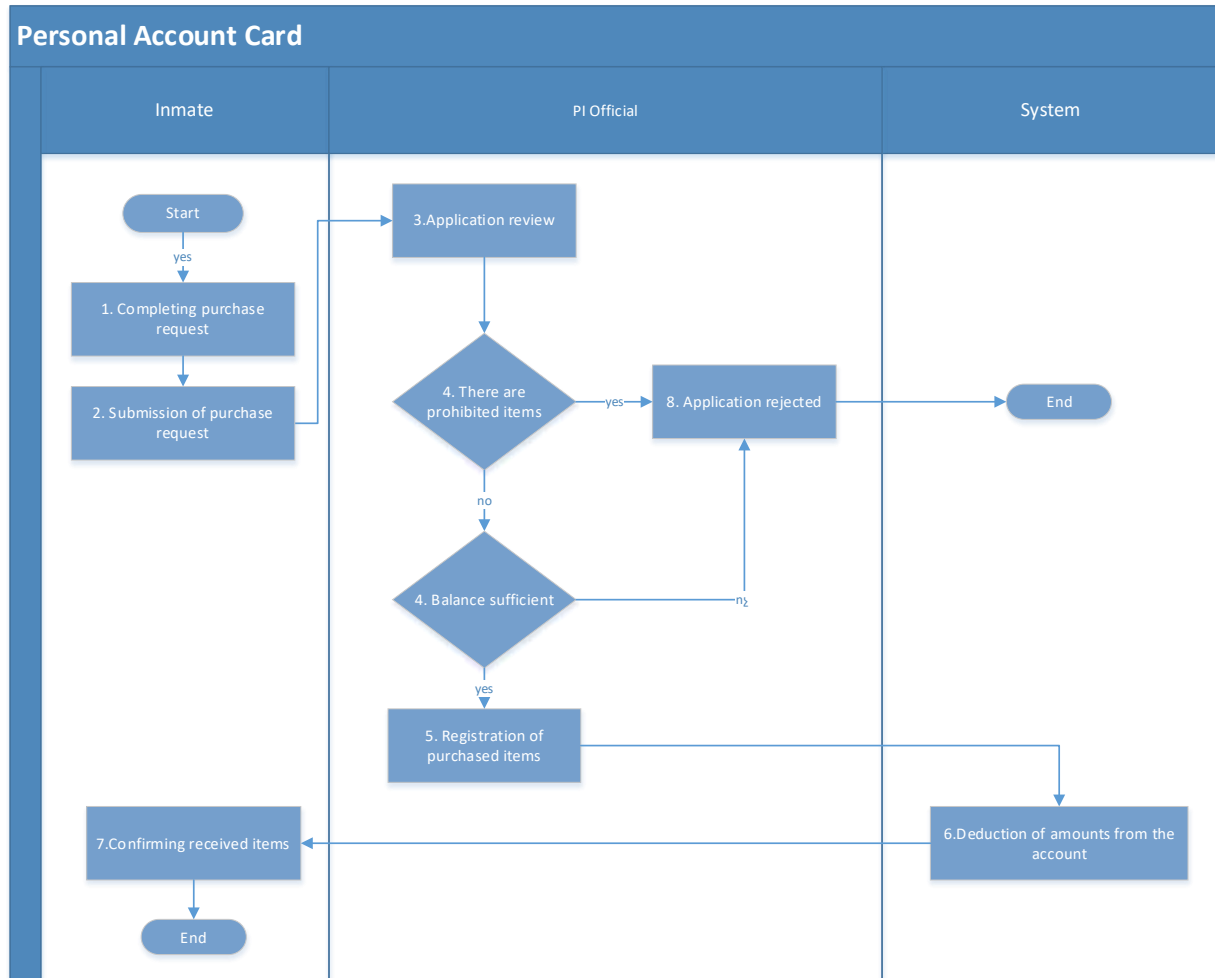 Personal Account Card
Inmate
PI Official
System
Start
yes
1. Completing purchase
request
2. Submission of purchase
request
3.Application review
4. There are
prohibited items
yes
8. Application rejected
End
no
4. Balance sufficient
yes
5. Registration of
purchased items
6.Deduction of amounts from the
account
7.Confirming received items
End